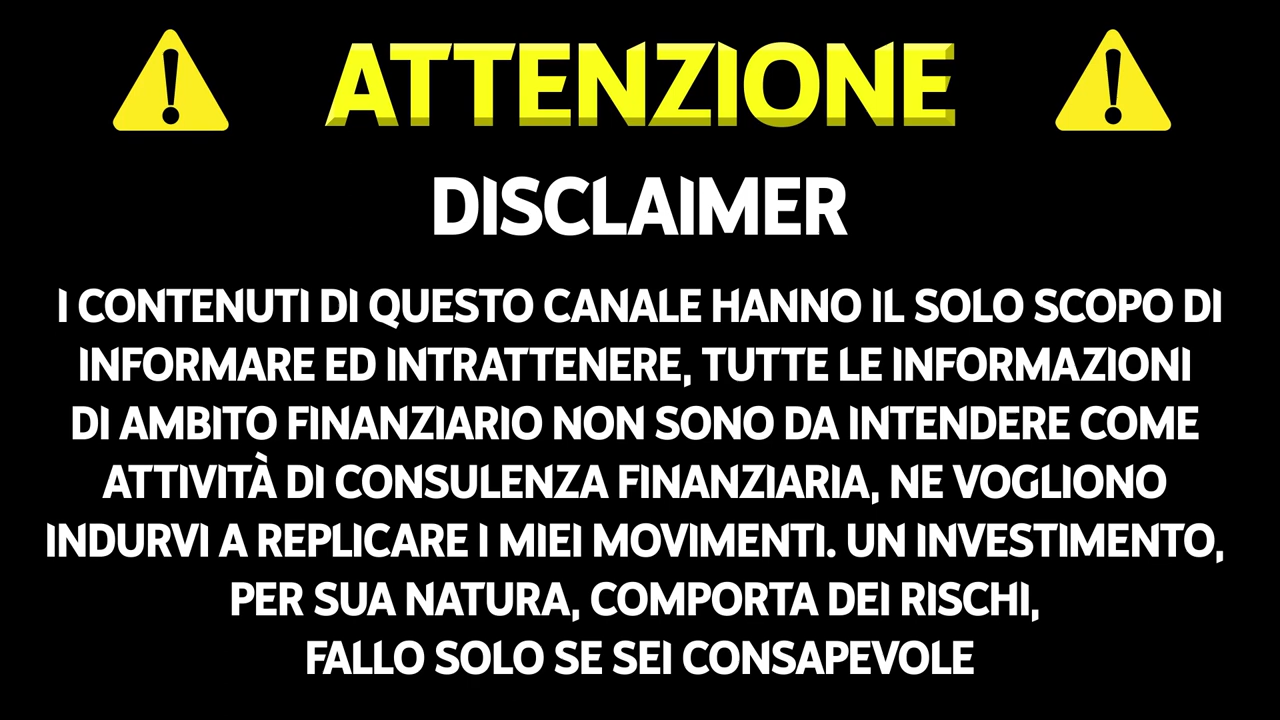 ATTENZIONE
DISCLAIMER
I CONTENUTI DI QUESTO CANALE HANNO IL SOLO SCOPO DI
INFORMARE ED INTRATTENERE, TUTTE LE INFORMAZIONI
DI AMBITO FINANZIARIO NON SONO DA INTENDERE COME
ATTIVITÀ DI CONSULENZA FINANZIARIA, NE VOGLIONO
INDURVI A REPLICARE I MIEI MOVIMENTI. UN INVESTIMENTO,
PER SUA NATURA, COMPORTA DEI RISCHI,
FALLO SOLO SE SEI CONSAPEVOLE